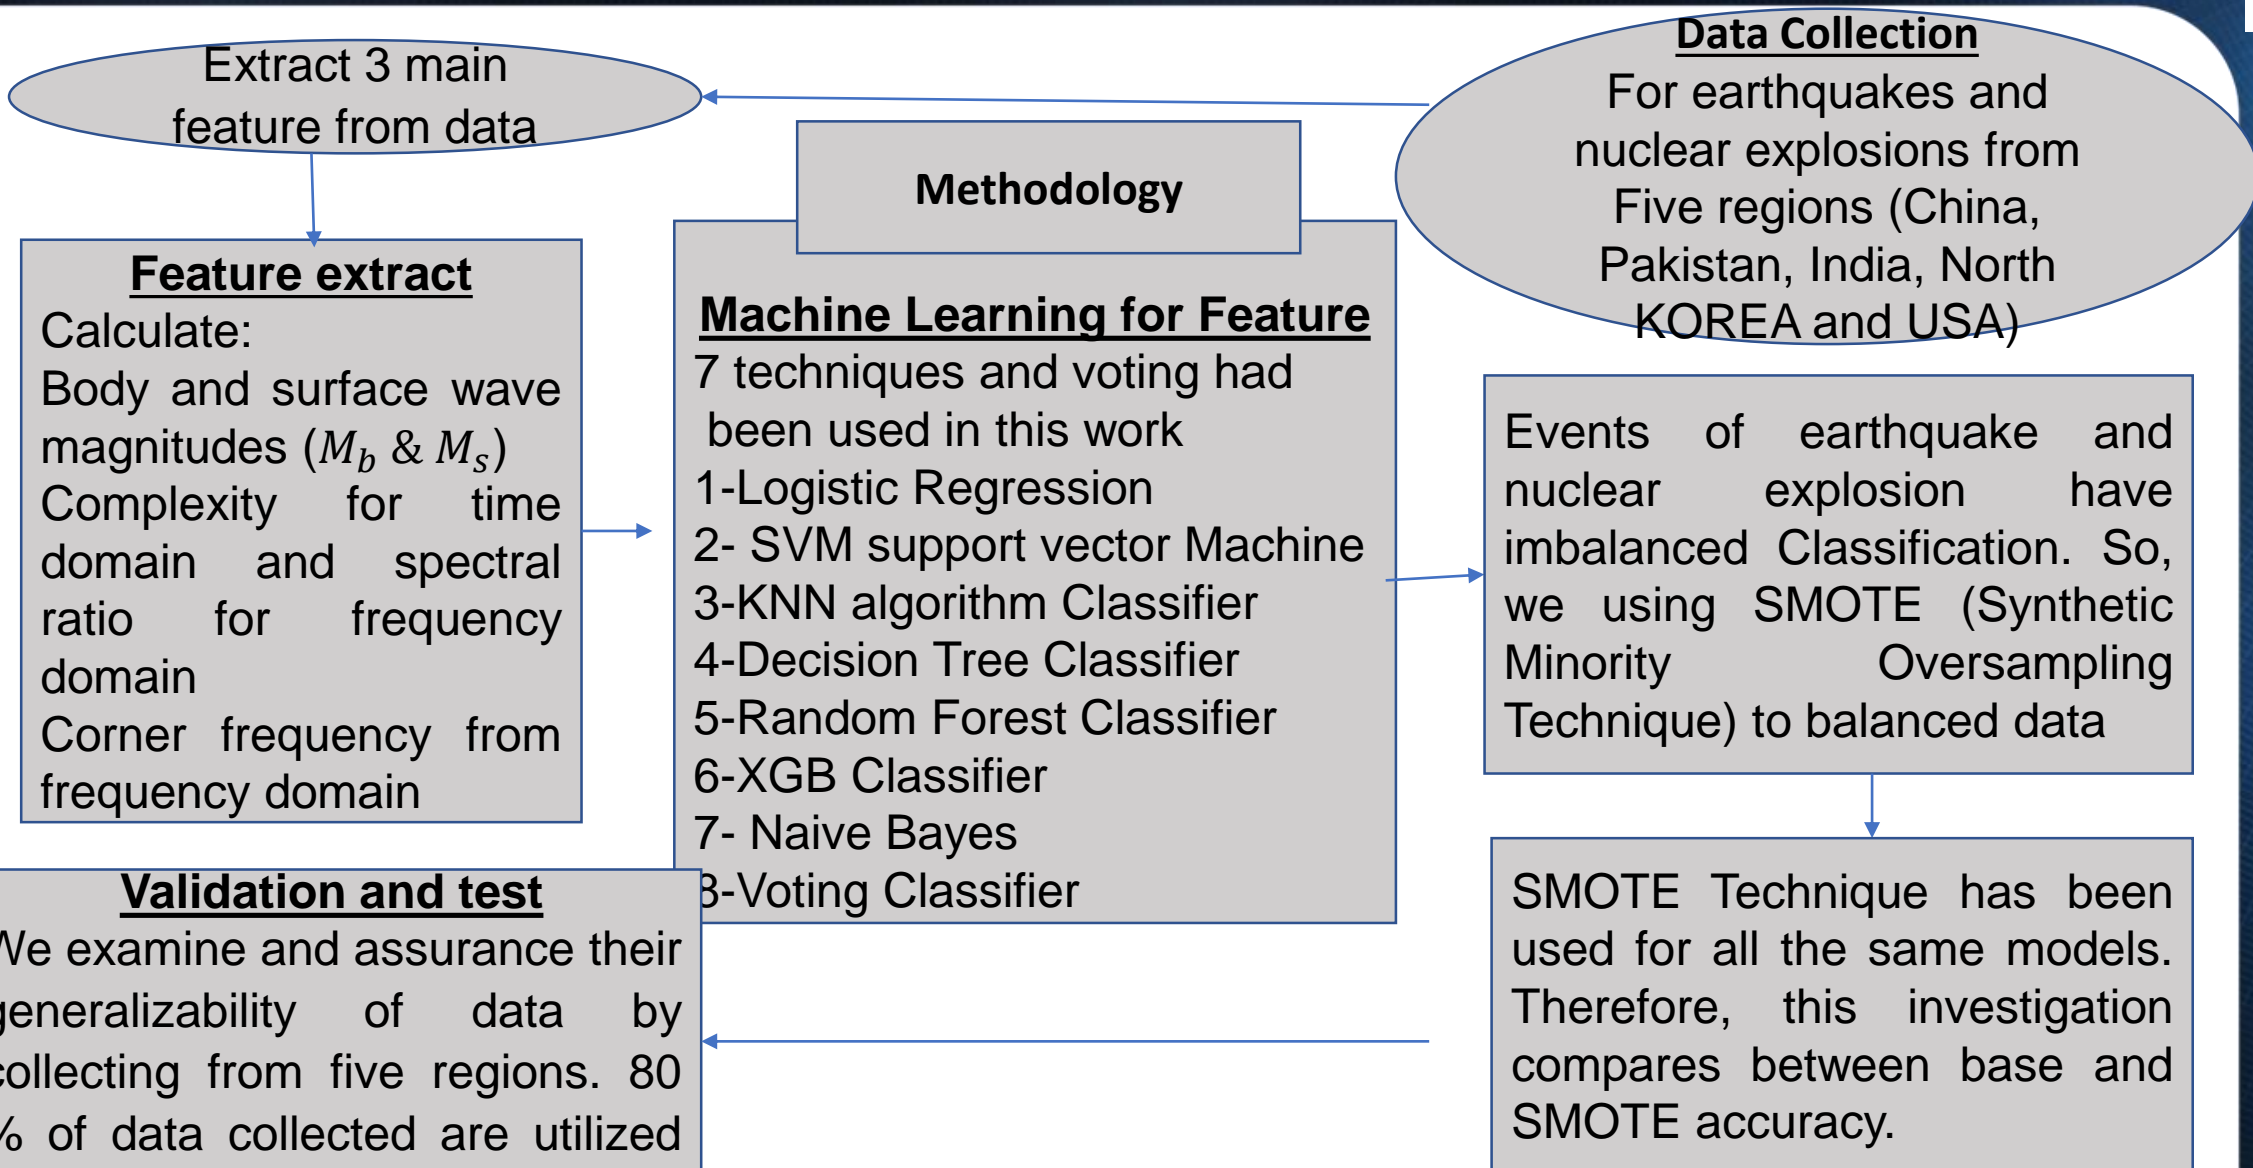 Data Collection
For earthquakes and
nuclear explosions from
Five regions (China,
Pakistan, India, North
KOREA and USA)
Extract 3 main
feature from data
Methodology
Feature extract
Calculate:
Body and surface wave
magnitudes (M_b & M_s)
Complexity for time
domain and spectral
ratio for frequency
domain
Corner frequency from
frequency domain
Machine Learning for Feature
7 techniques and voting had
been used in this work
1-Logistic Regression
2- SVM support vector Machine
3-KNN algorithm Classifier
4-Decision Tree Classifier
5-Random Forest Classifier
6-XGB Classifier
7- Naive Bayes
8-Voting Classifier
Events of earthquake and
nuclear explosion have
imbalanced Classification. So,
we using SMOTE (Synthetic
Minority Oversampling
Technique) to balanced data
SMOTE Technique has been
used for all the same models.
Therefore, this investigation
compares between base and
SMOTE accuracy.
Validation and test
We examine and assurance their
generalizability of data by
collecting from five regions. 80
% of data collected are utilized